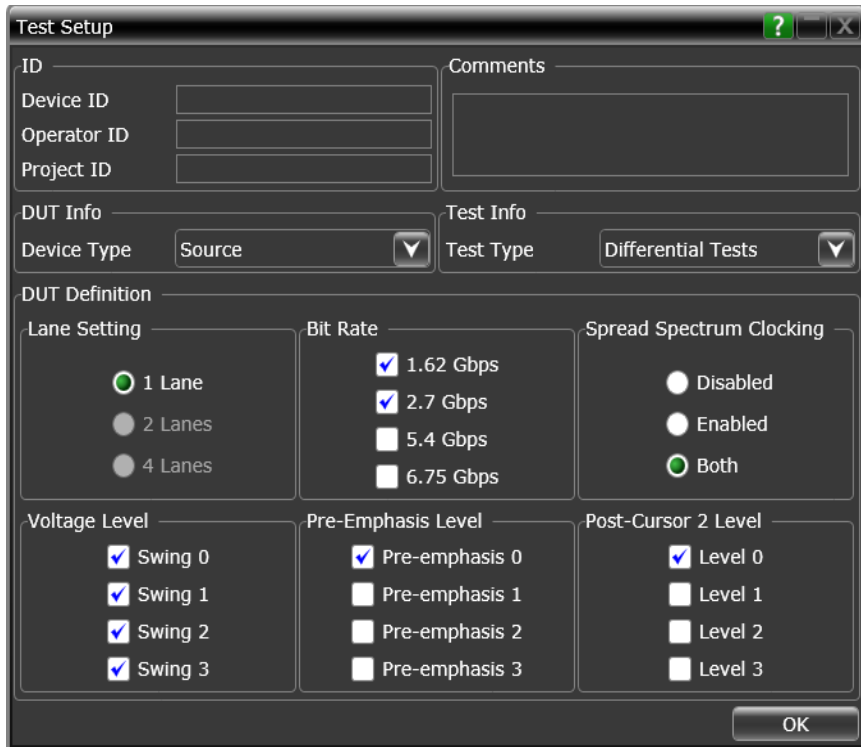 Test Setup
?
X
ID
Device ID
Operator ID
Project ID
Comments
DUT Info
Device Type
Source
Test Info
Test Type
Differential Tests
DUT Definition
Lane Setting
1 Lane
2 Lanes
4 Lanes
Bit Rate
1.62 Gbps
2.7 Gbps
5.4 Gbps
6.75 Gbps
Spread Spectrum Clocking
Disabled
Enabled
Both
Voltage Level
Swing 0
Swing 1
Swing 2
Swing 3
Pre-Emphasis Level
Pre-emphasis 0
Pre-emphasis 1
Pre-emphasis 2
Pre-emphasis 3
Post-Cursor 2 Level
Level 0
Level 1
Level 2
Level 3
OK